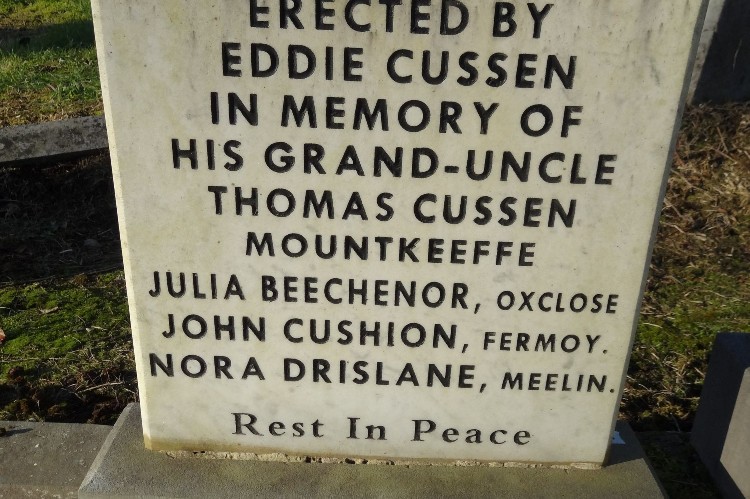 ERECTED BY
EDDIE CUSSEN
IN MEMORY OF
HIS GRAND-UNCLE
THOMAS CUSSEN
MOUNTKEEFFE
JULIA BEECHENOR, OXCLOSE
JOHN CUSHION, FERMOY.
NORA DRISLANE, MEELIN.
Rest In Peace